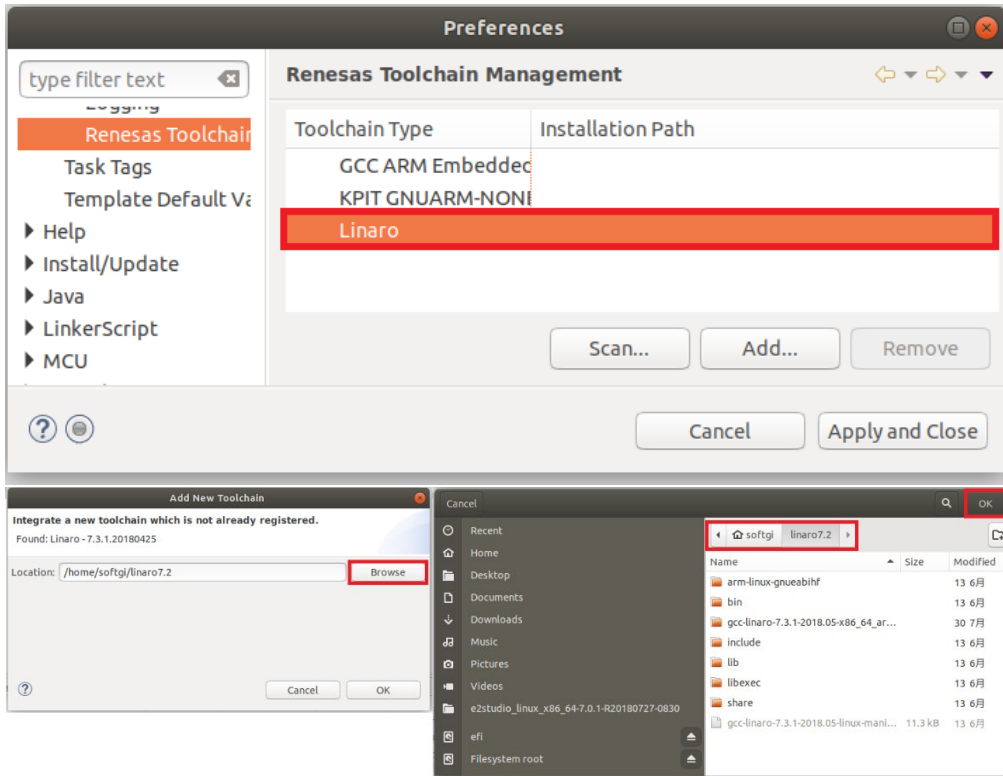 Preferences
type filter text
Logging
Renesas Toolchain
Task Tags
Template Default Va
Help
Install/Update
Java
LinkerScript
MCU
Renesas Toolchain Management
Toolchain Type Installation Path
GCC ARM Embedded
KPIT GNUARM-NONE
Linaro
Scan... Add... Remove
Cancel Apply and Close
Add New Toolchain
Integrate a new toolchain which is not already registered.
Found: Linaro - 7.3.1.20180425
Location: /home/softgi/linaro7.2 Browse
Cancel OK
Cancel OK
Recent
Home
Desktop
Documents
Downloads
Music
Pictures
Videos
e2studio_linux_x86_64-7.0.1-R20180727-0830
efi
Filesystem root
softgi linaro7.2
Name Size Modified
arm-linux-gnueabihf 13 6月
bin 13 6月
gcc-linaro-7.3.1-2018.05-x86_64_ar... 30 7月
include 13 6月
lib 13 6月
libexec 13 6月
share 13 6月
gcc-linaro-7.3.1-2018.05-linux-mani... 11.3 kB 13 6月